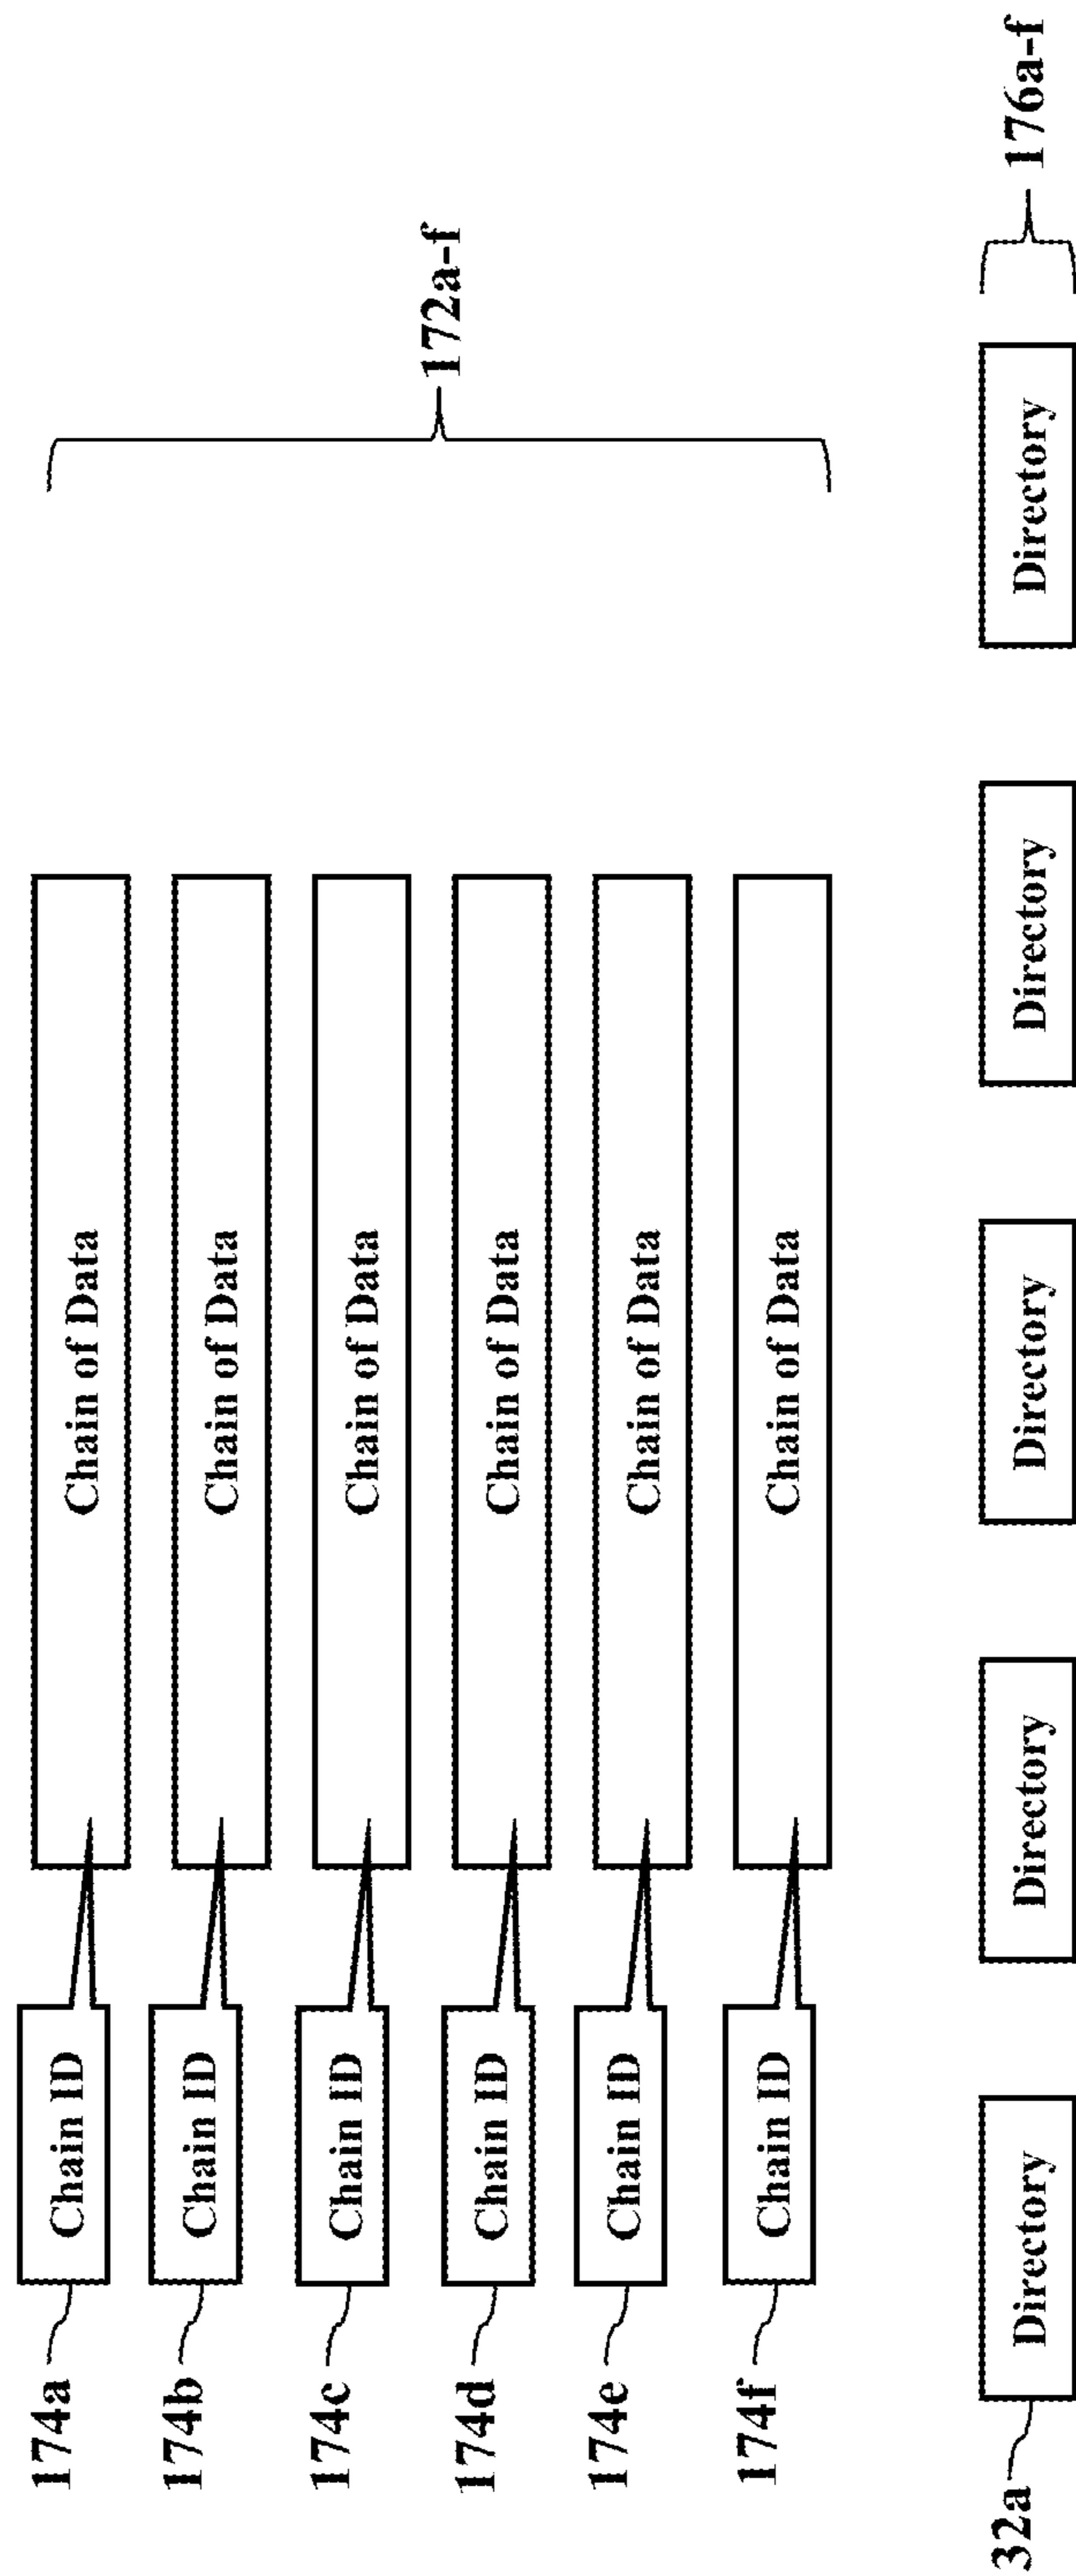 174a Chain ID Chain of Data
174b Chain ID Chain of Data
174c Chain ID Chain of Data
174d Chain ID Chain of Data
174e Chain ID Chain of Data
174f Chain ID Chain of Data
172a-f
32a Directory Directory Directory Directory Directory 176a-f